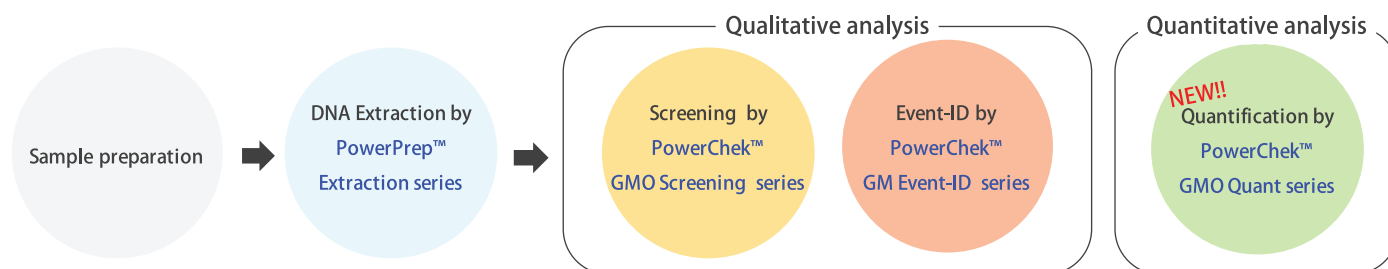 Qualitative analysis
Quantitative analysis
Sample preparation
DNA Extraction by
PowerPrep™
Extraction series
Screening by
PowerChek™
GMO Screening series
Event-ID by
PowerChek™
GM Event-ID series
NEW!!
Quantification by
PowerChek™
GMO Quant series